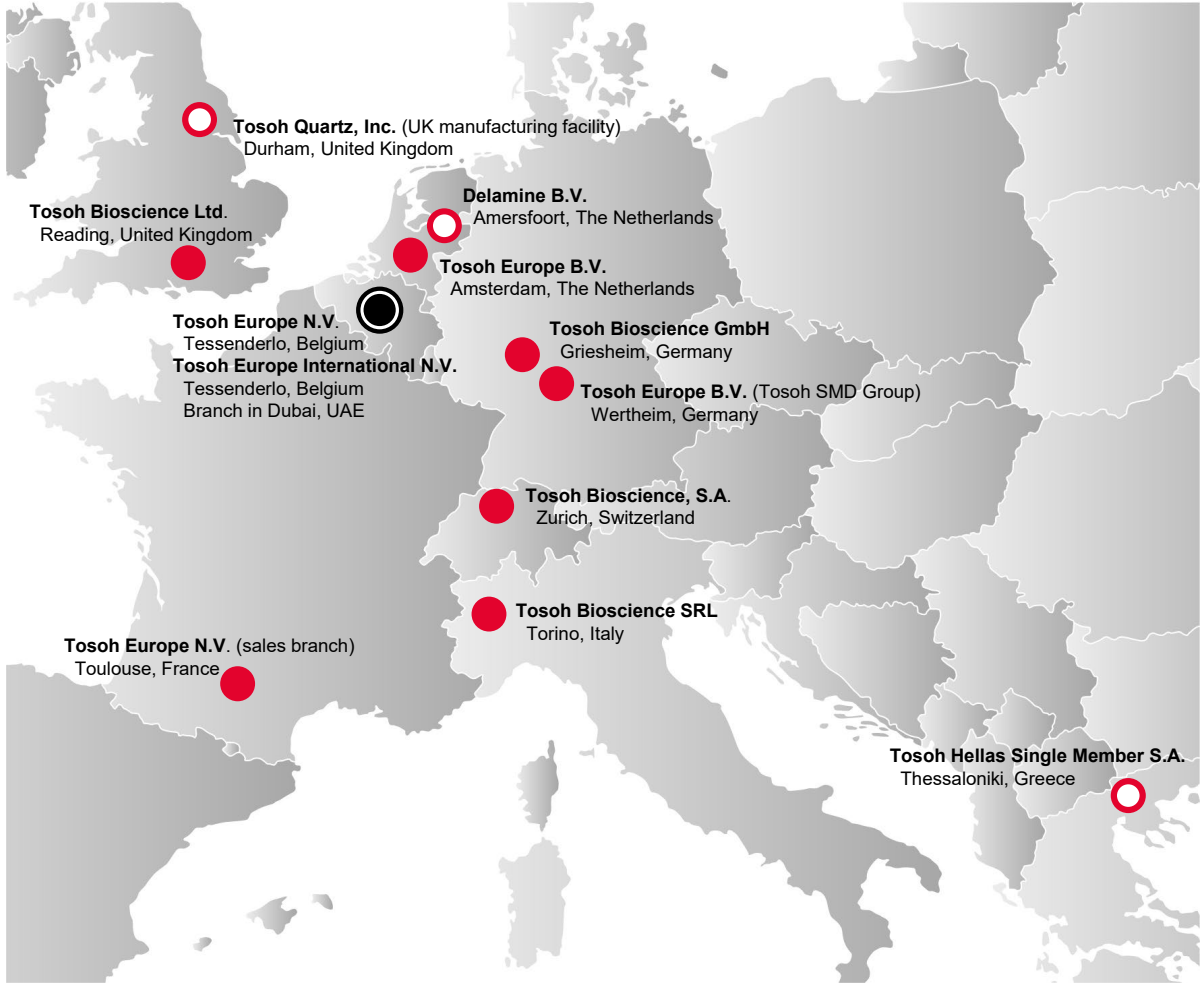 Tosoh Quartz, Inc. (UK manufacturing facility)
Durham, United Kingdom
Delamine B.V.
Amersfoort, The Netherlands
Tosoh Bioscience Ltd.
Reading, United Kingdom
Tosoh Europe B.V.
Amsterdam, The Netherlands
Tosoh Europe N.V.
Tessenderlo, Belgium
Tosoh Europe International N.V.
Tessenderlo, Belgium
Branch in Dubai, UAE
Tosoh Bioscience GmbH
Griesheim, Germany
Tosoh Europe B.V. (Tosoh SMD Group)
Wertheim, Germany
Tosoh Bioscience, S.A.
Zurich, Switzerland
Tosoh Bioscience SRL
Torino, Italy
Tosoh Europe N.V. (sales branch)
Toulouse, France
Tosoh Hellas Single Member S.A.
Thessaloniki, Greece